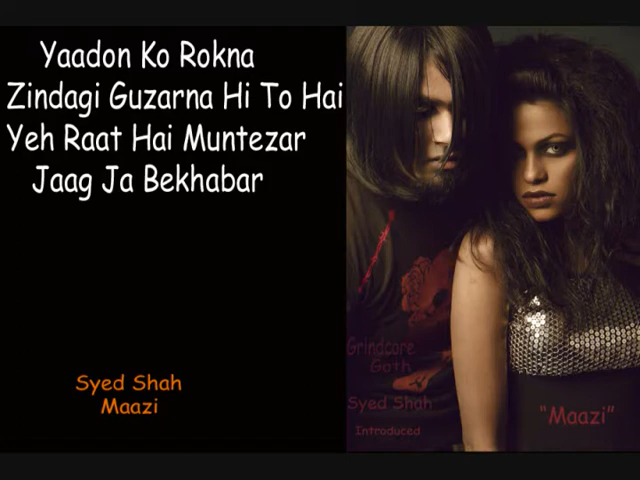 Yaadon Ko Rokna
Zindagi Guzarna Hi To Hai
Yeh Raat Hai Muntezar
Jaag Ja Bekhabar
Syed Shah
Maazi
Grindcore
Goth
Syed Shah
Introduced
"Maazi"